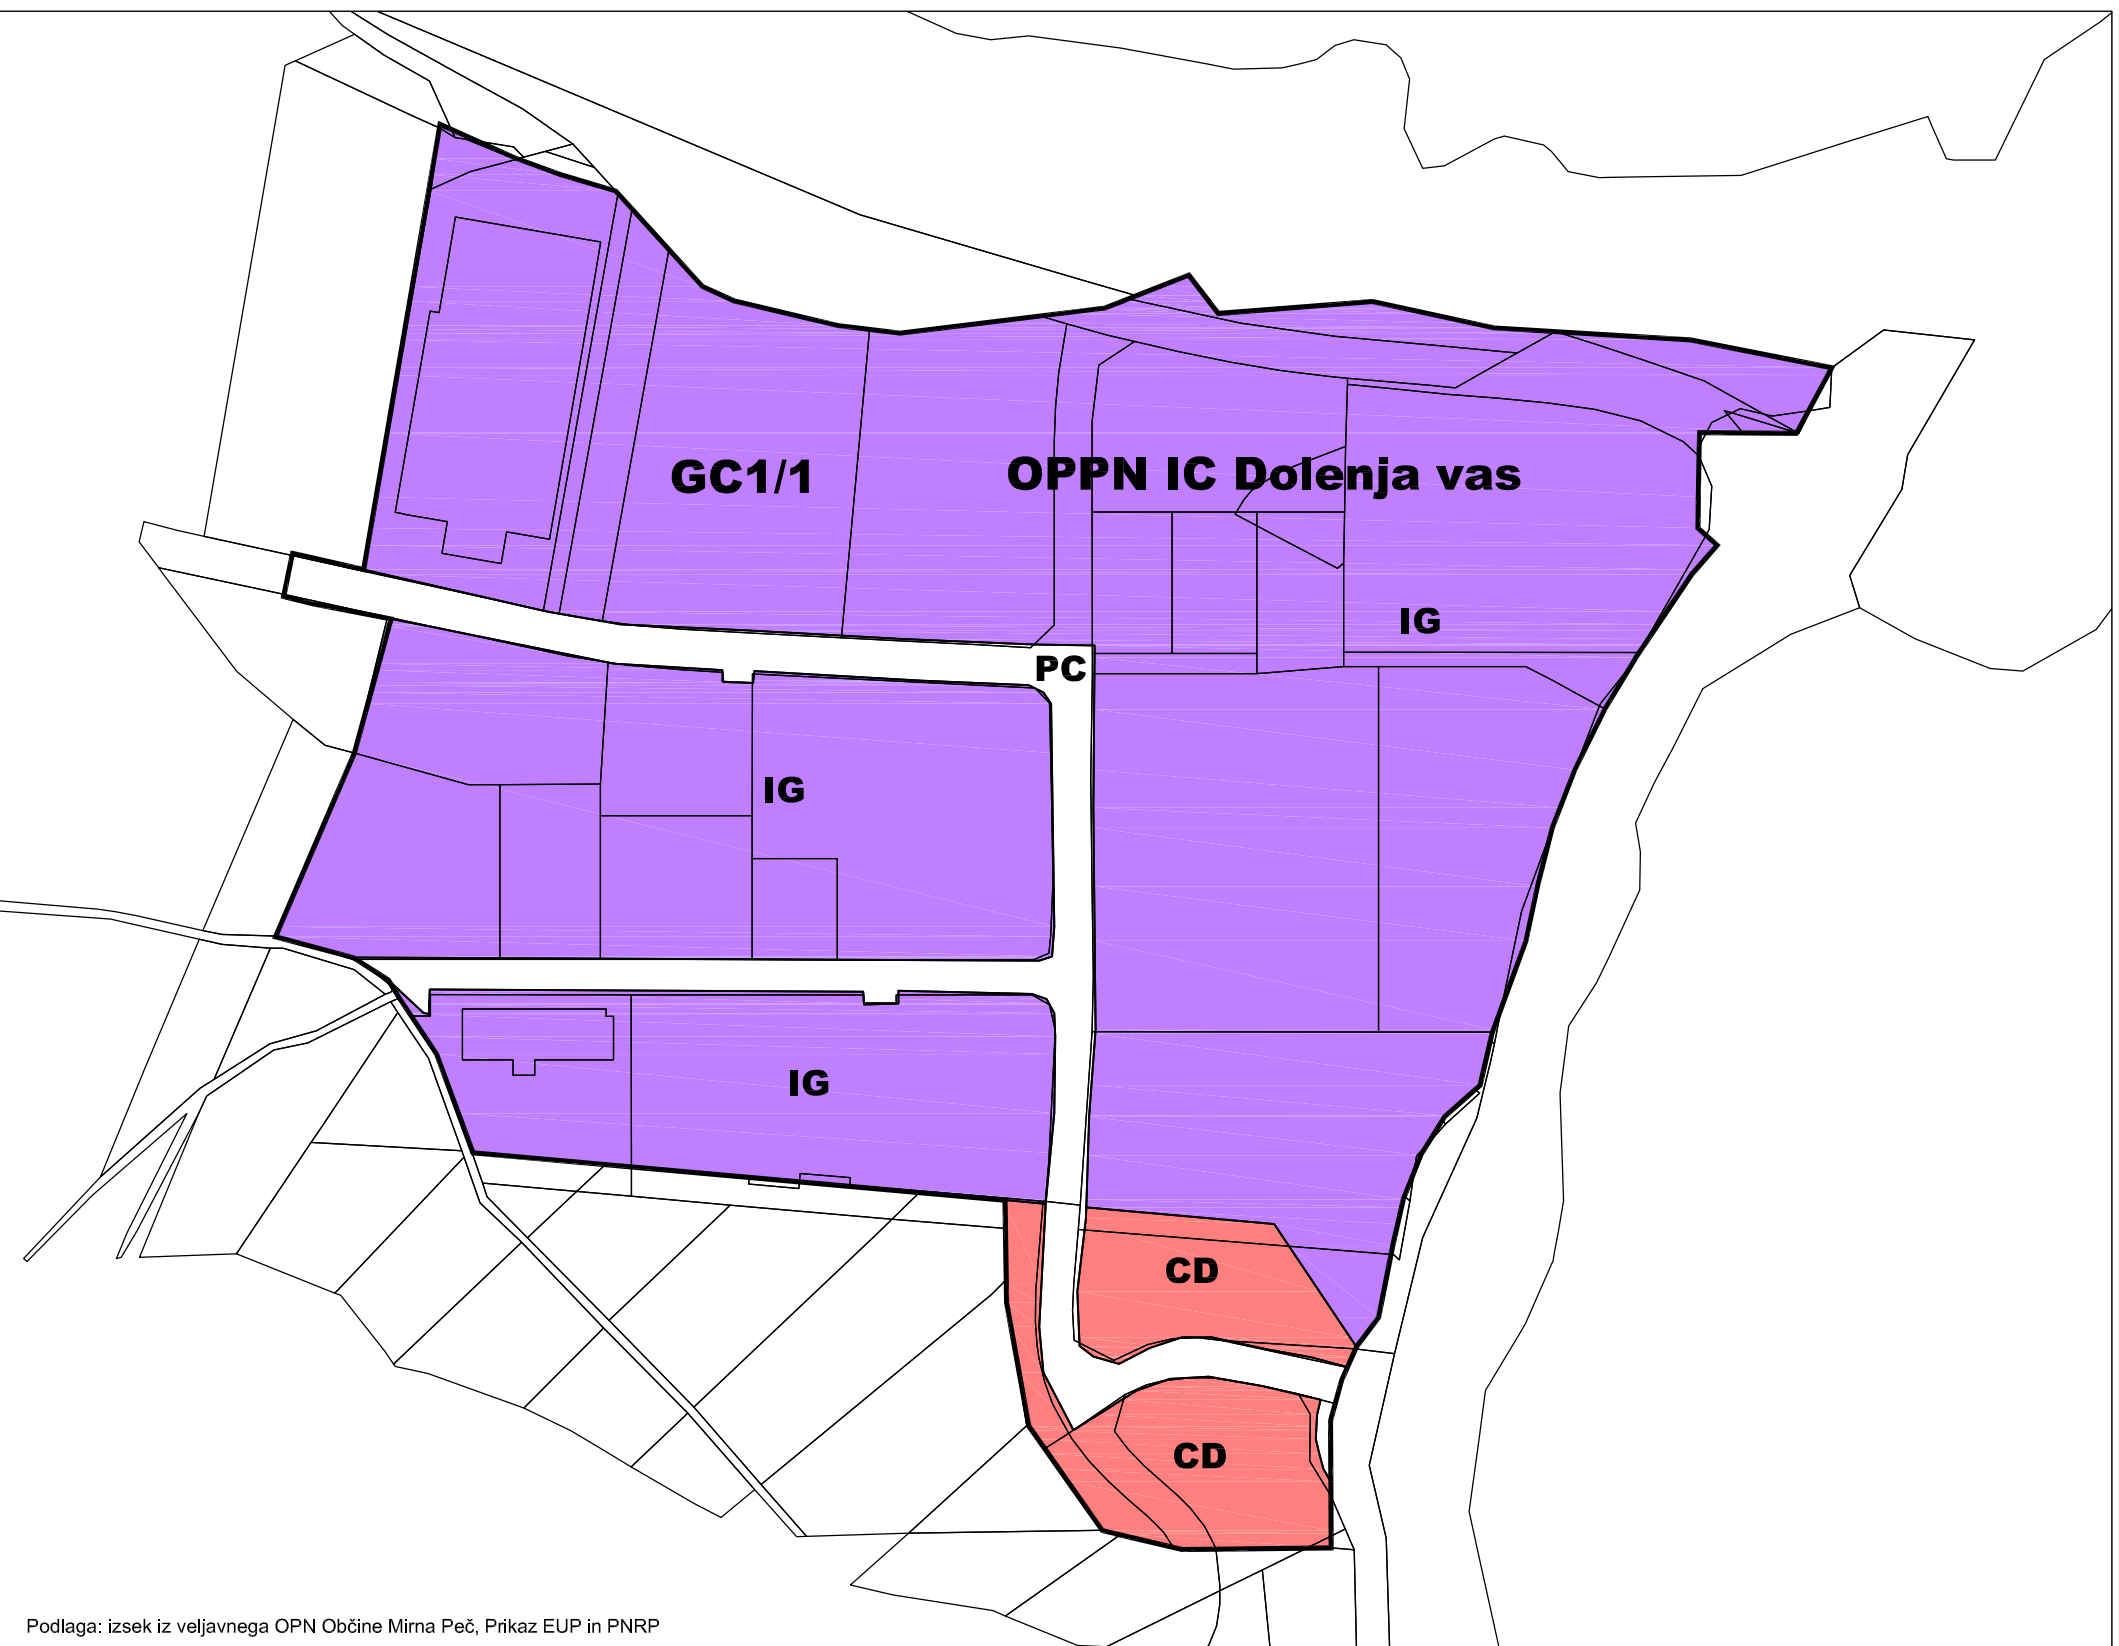 GC1/1
OPPN IC Dolenja vas
IG
PC
IG
IG
CD
CD
Podlaga: izsek iz veljavnega OPN Občine Mirna Peč, Prikaz EUP in PNRP